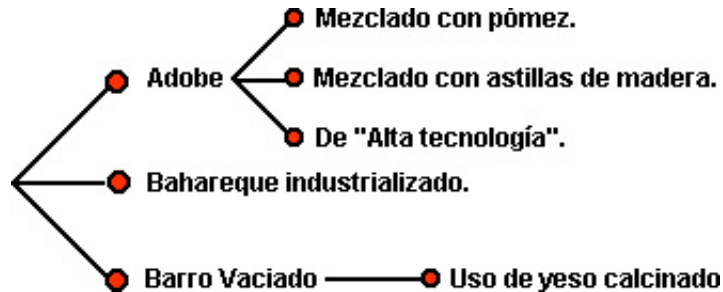 Mezclado con pómez.
Adobe
Mezclado con astillas de madera.
De "Alta tecnología".
Bahareque industrializado.
Barro Vaciado
Uso de yeso calcinado